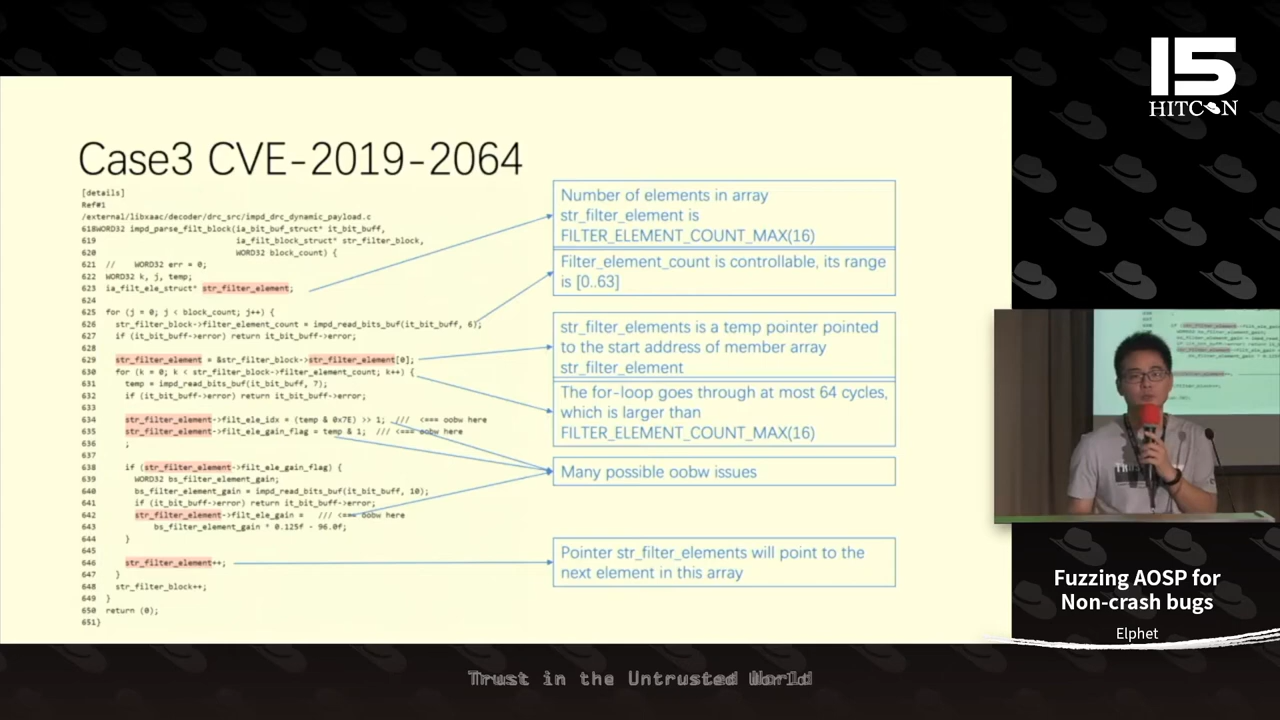 Case3 CVE-2019-2064
[details]
Ref#1
/external/libxaac/decoder/drc_src/impd_drc_dynamic_payload.c
618WORD32 impd_parse_filt_block(ia_bit_buf_struct* it_bit_buff,
619 ia_filt_block_struct* str_filter_block,
620 WORD32 block_count) {
621 // WORD32 err = 0;
622 WORD32 k, j, temp;
623 ia_filt_ele_struct* str_filter_element;
624
625 for (j = 0; j < block_count; j++) {
626 str_filter_block->filter_element_count = impd_read_bits_buf(it_bit_buff, 6);
627 if (it_bit_buff->error) return it_bit_buff->error;
628
629 str_filter_element = &str_filter_block->str_filter_element[0];
630 for (k = 0; k < str_filter_block->filter_element_count; k++) {
631 temp = impd_read_bits_buf(it_bit_buff, 7);
632 if (it_bit_buff->error) return it_bit_buff->error;
633
634 str_filter_element->filt_ele_idx = (temp & 0x7E) >> 1; /// <=== oobw here
635 str_filter_element->filt_ele_gain_flag = temp & 1; /// <=== oobw here
636 ;
637
638 if (str_filter_element->filt_ele_gain_flag) {
639 WORD32 bs_filter_element_gain;
640 bs_filter_element_gain = impd_read_bits_buf(it_bit_buff, 10);
641 if (it_bit_buff->error) return it_bit_buff->error;
642 str_filter_element->filt_ele_gain = /// <=== oobw here
643 bs_filter_element_gain * 0.125f - 96.0f;
644 }
645
646 str_filter_element++;
647 }
648 str_filter_block++;
649 }
650 return (0);
651}
Number of elements in array
str_filter_element is
FILTER_ELEMENT_COUNT_MAX(16)
Filter_element_count is controllable, its range
is [0..63]
str_filter_elements is a temp pointer pointed
to the start address of member array
str_filter_element
The for-loop goes through at most 64 cycles,
which is larger than
FILTER_ELEMENT_COUNT_MAX(16)
Many possible oobw issues
Pointer str_filter_elements will point to the
next element in this array
15
HITCON
Fuzzing AOSP for
Non-crash bugs
Elphet
Trust in the Untrusted World